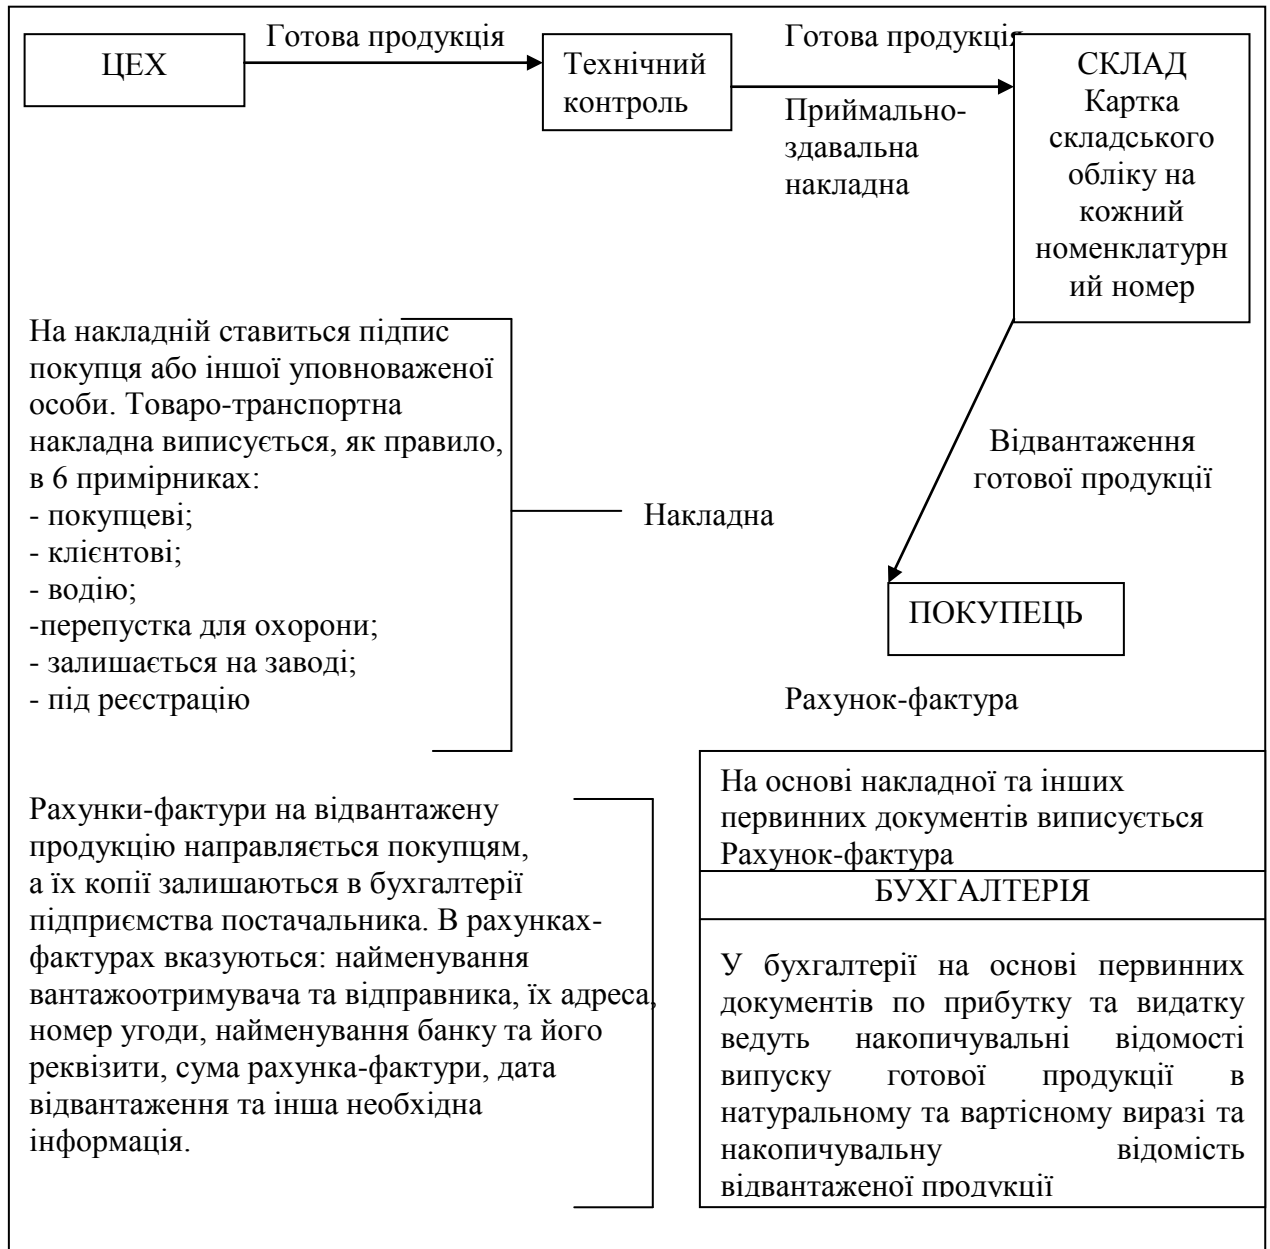 ЦЕХ
Готова продукція
Технічний
контроль
Готова продукція
Приймально-
здавальна
накладна
СКЛАД
Картка
складського
обліку на
кожний
номенклатурн
ий номер
На накладній ставиться підпис
покупця або іншої уповноваженої
особи. Товаро-транспортна
накладна виписується, як правило,
в 6 примірниках:
- покупцеві;
- клієнтові;
- водію;
-перепустка для охорони;
- залишається на заводі;
- під реєстрацію
Накладна
Відвантаження
готової продукції
ПОКУПЕЦЬ
Рахунок-фактура
Рахунки-фактури на відвантажену
продукцію направляється покупцям,
а їх копії залишаються в бухгалтерії
підприємства постачальника. В рахунках-
фактурах вказуються: найменування
вантажоотримувача та відправника, їх адреса,
номер угоди, найменування банку та його
реквізити, сума рахунка-фактури, дата
відвантаження та інша необхідна
інформація.
На основі накладної та інших
первинних документів виписується
Рахунок-фактура
БУХГАЛТЕРІЯ
У бухгалтерії на основі первинних
документів по прибутку та видатку
ведуть накопичувальні відомості
випуску готової продукції в
натуральному та вартісному виразі та
накопичувальну відомість
відвантаженої продукції